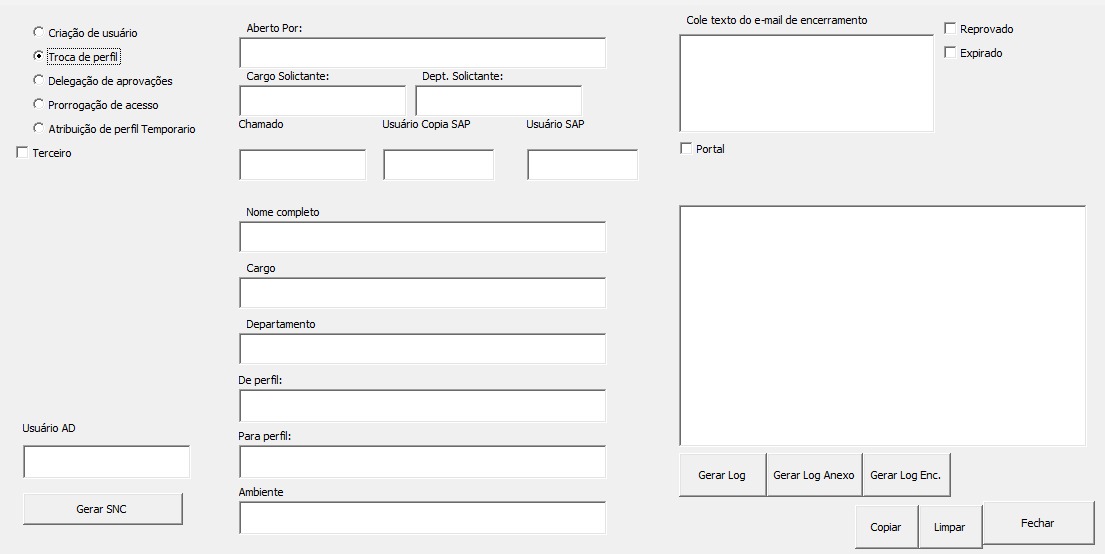 Criação de usuário
Troca de perfil
Delegação de aprovações
Prorrogação de acesso
Atribuição de perfil Temporario
Terceiro
Usuário AD
Gerar SNC
Aberto Por:
Cargo Solictante:
Dept. Solictante:
Chamado
Usuário Copia SAP
Usuário SAP
Nome completo
Cargo
Departamento
De perfil:
Para perfil:
Ambiente
Cole texto do e-mail de encerramento
Reprovado
Expirado
Portal
Gerar Log
Gerar Log Anexo
Gerar Log Enc.
Copiar
Limpar
Fechar